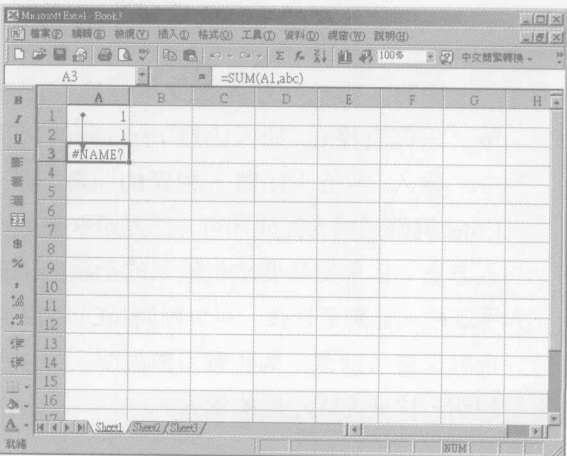 Microsoft Excel - Book3
檔案(F) 編輯(E) 檢視(V) 插入(I) 格式(O) 工具(T) 資料(D) 視窗(W) 說明(H)
100% 中文簡繁轉換
A3 = =SUM(A1,abc)
A B C D E F G H
1 1
2 1
3 #NAME?
4
5
6
7
8
9
10
11
12
13
14
15
16
17
Sheet1 Sheet2 Sheet3
就緒 NUM